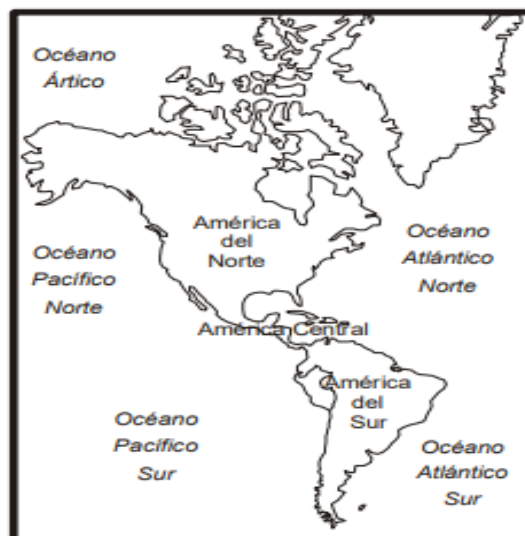 Océano
Ártico
América
del
Norte
Océano
Pacífico
Norte
Océano
Atlántico
Norte
América Central
América
del
Sur
Océano
Pacífico
Sur
Océano
Atlántico
Sur